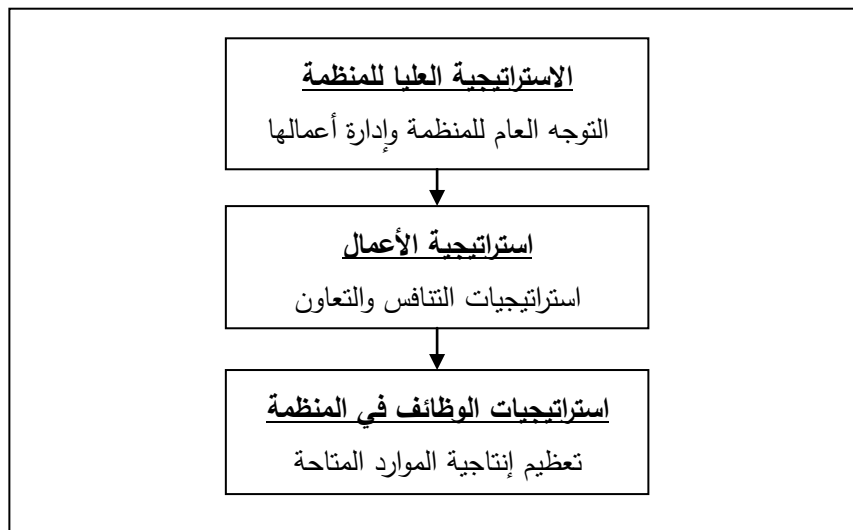 الاستراتيجية العليا للمنظمة
التوجه العام للمنظمة وإدارة أعمالها
استراتيجية الأعمال
استراتيجيات التنافس والتعاون
استراتيجيات الوظائف في المنظمة
تعظيم إنتاجية الموارد المتاحة